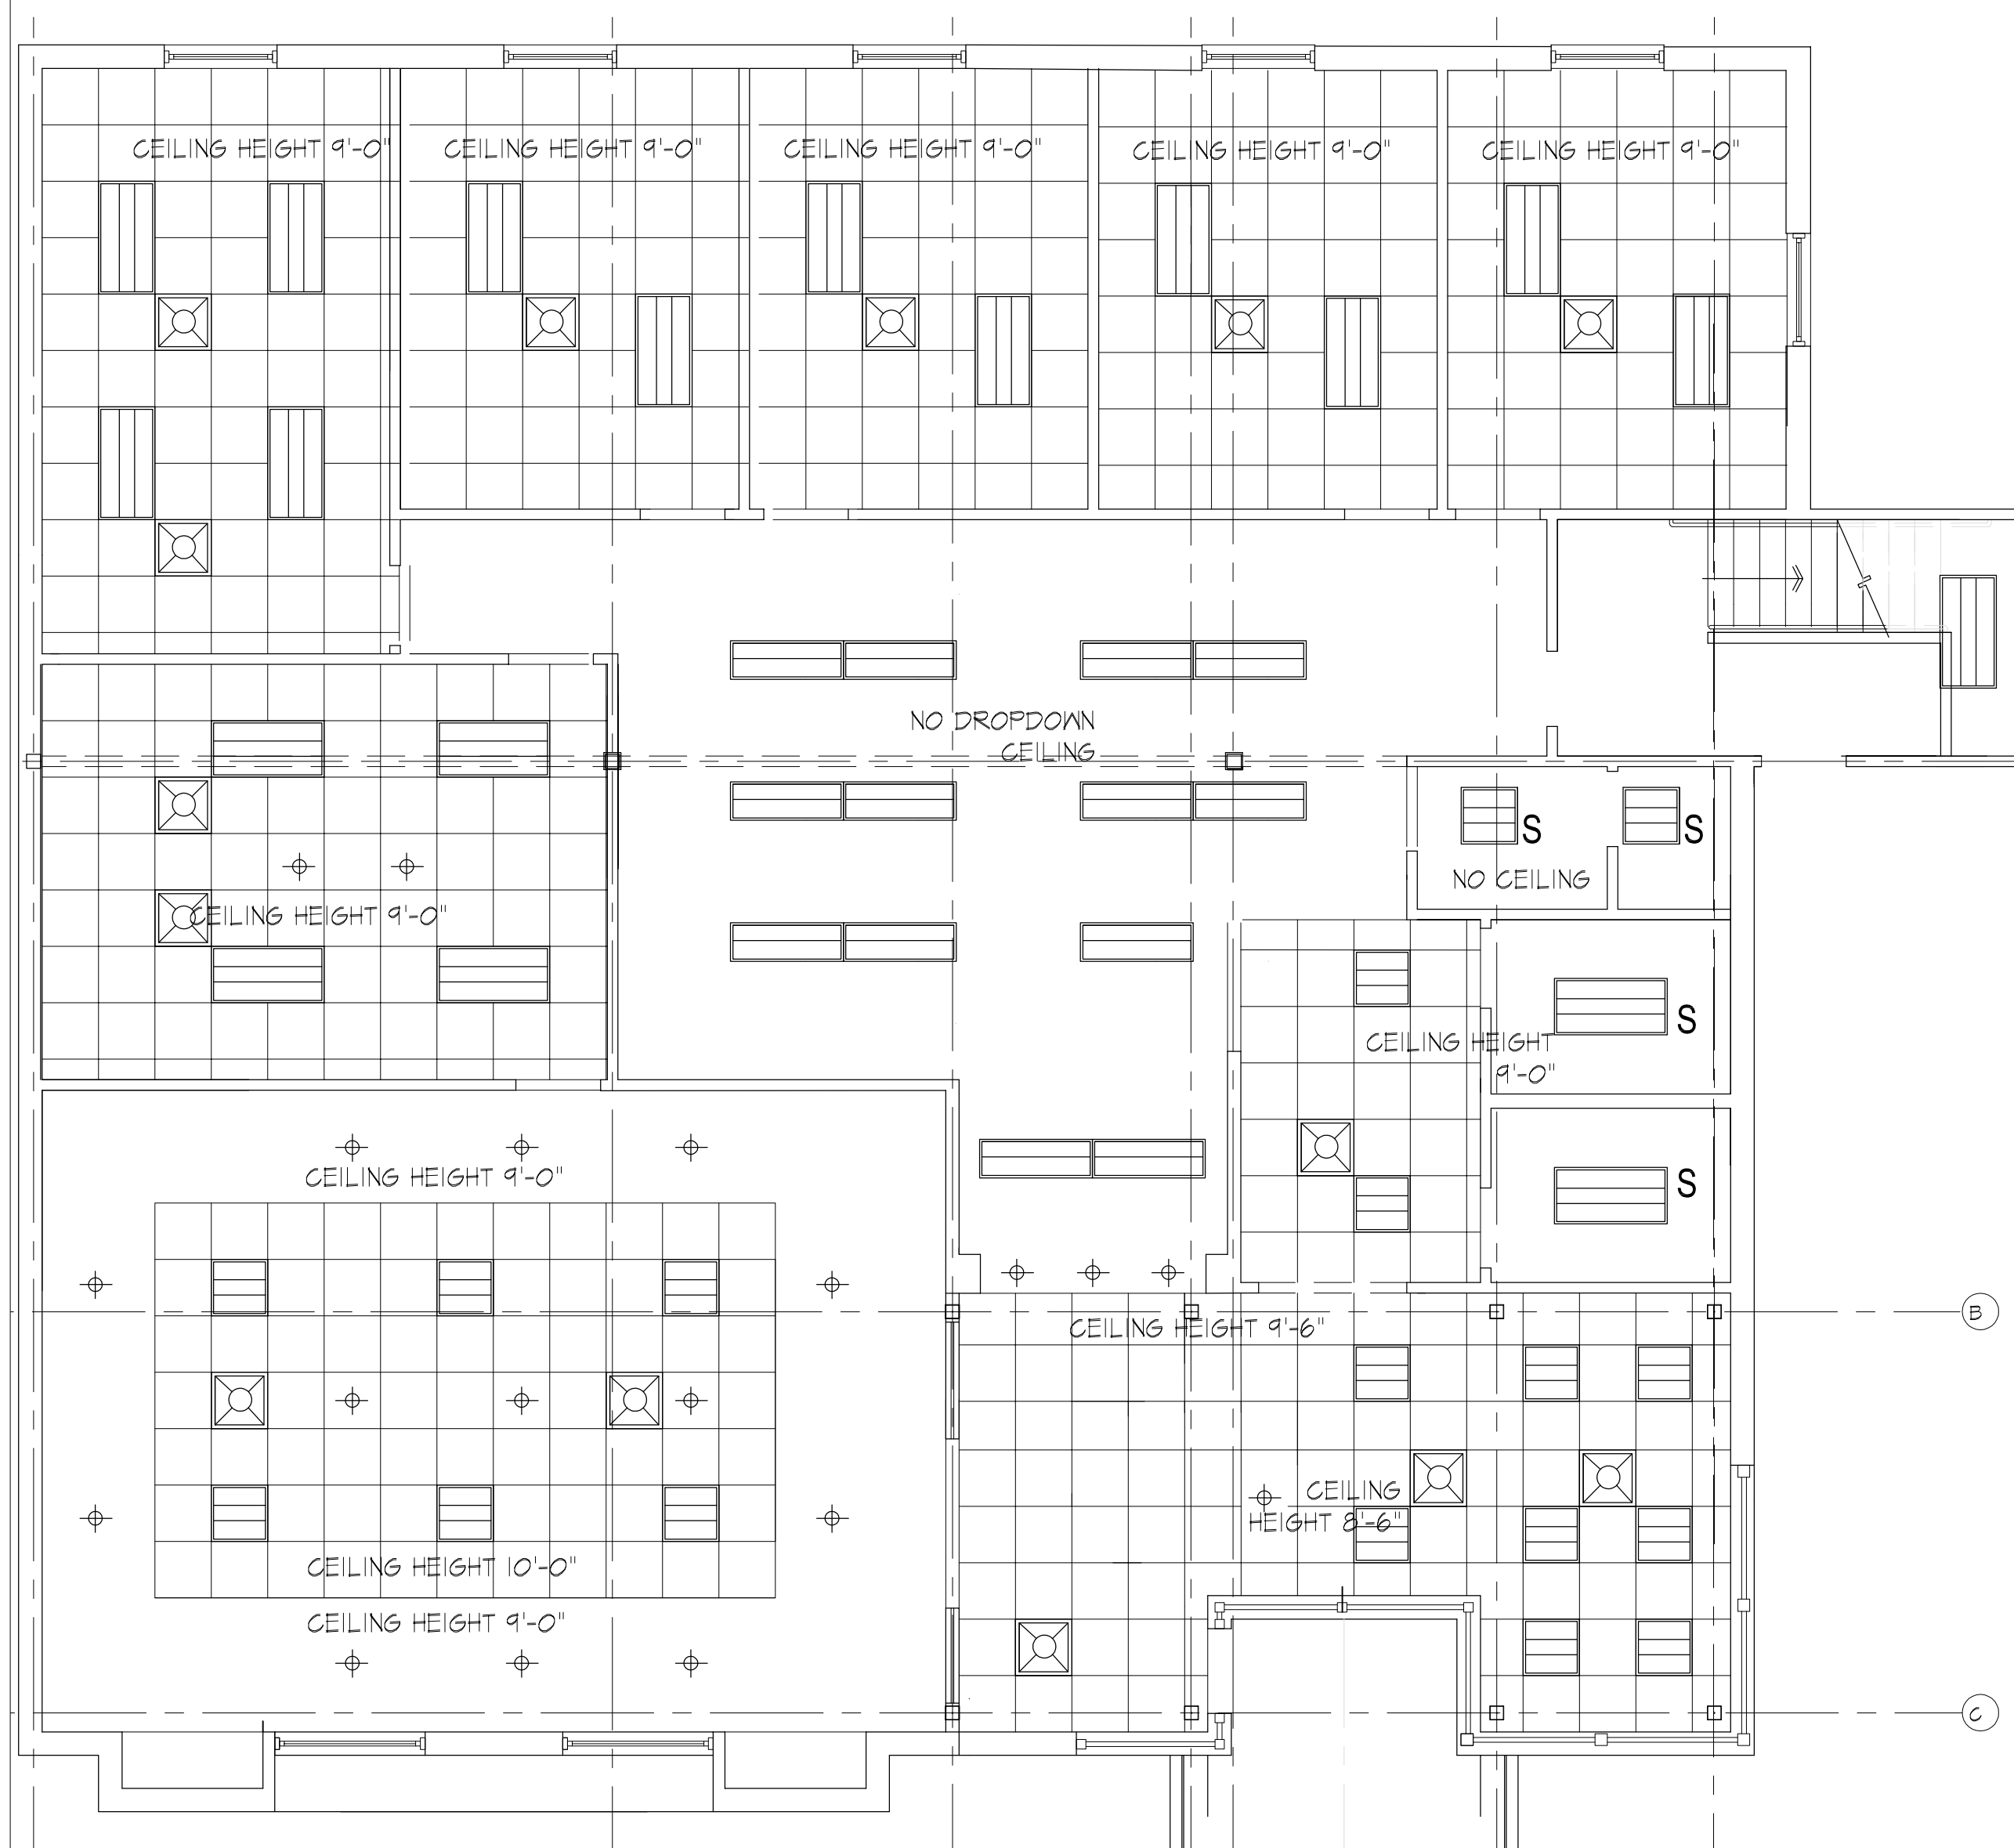 CEILING HEIGHT 9'-0"
CEILING HEIGHT 9'-0"
CEILING HEIGHT 9'-0"
CEILING HEIGHT 9'-0"
CEILING HEIGHT 9'-0"
NO DROPDOWN
CEILING
S
S
NO CEILING
CEILING HEIGHT 9'-0"
S
CEILING HEIGHT
9'-0"
CEILING HEIGHT 9'-0"
S
B
CEILING HEIGHT 9'-6"
CEILING
HEIGHT 8'-6"
CEILING HEIGHT 10'-0"
CEILING HEIGHT 9'-0"
C